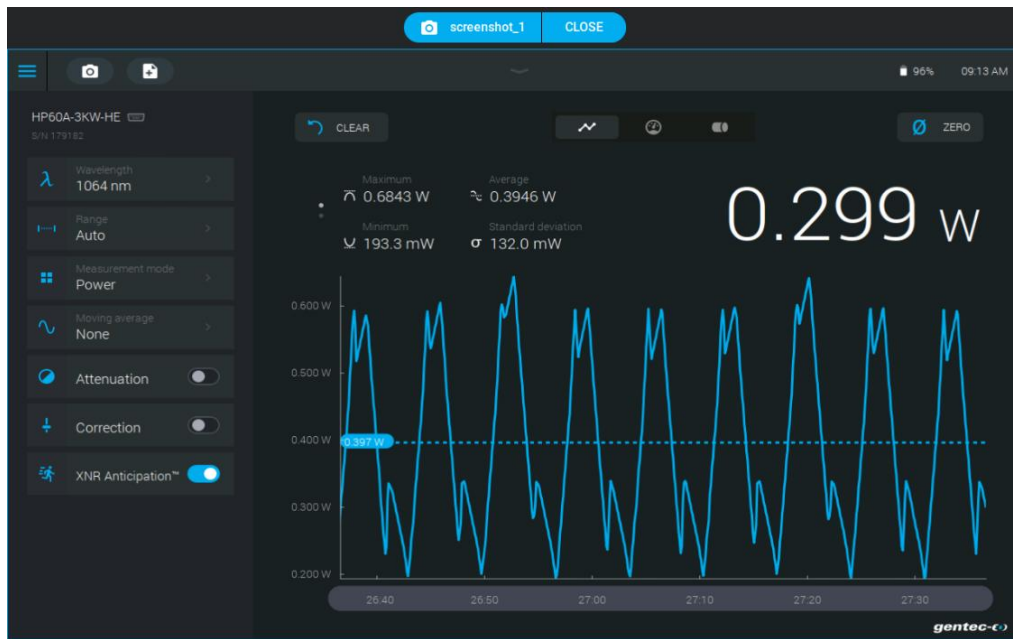 screenshot_1 CLOSE
96% 09:13 AM
HP60A-3KW-HE
S/N 179182
CLEAR
ZERO
Wavelength
1064 nm
Range
Auto
Measurement mode
Power
Moving average
None
Attenuation
Correction
XNR Anticipation™
Maximum
0.6843 W
Average
0.3946 W
Minimum
193.3 mW
Standard deviation
σ 132.0 mW
0.299 W
0.600 W
0.500 W
0.400 W
0.397 W
0.300 W
0.200 W
26:40 26:50 27:00 27:10 27:20 27:30
gentec-eo